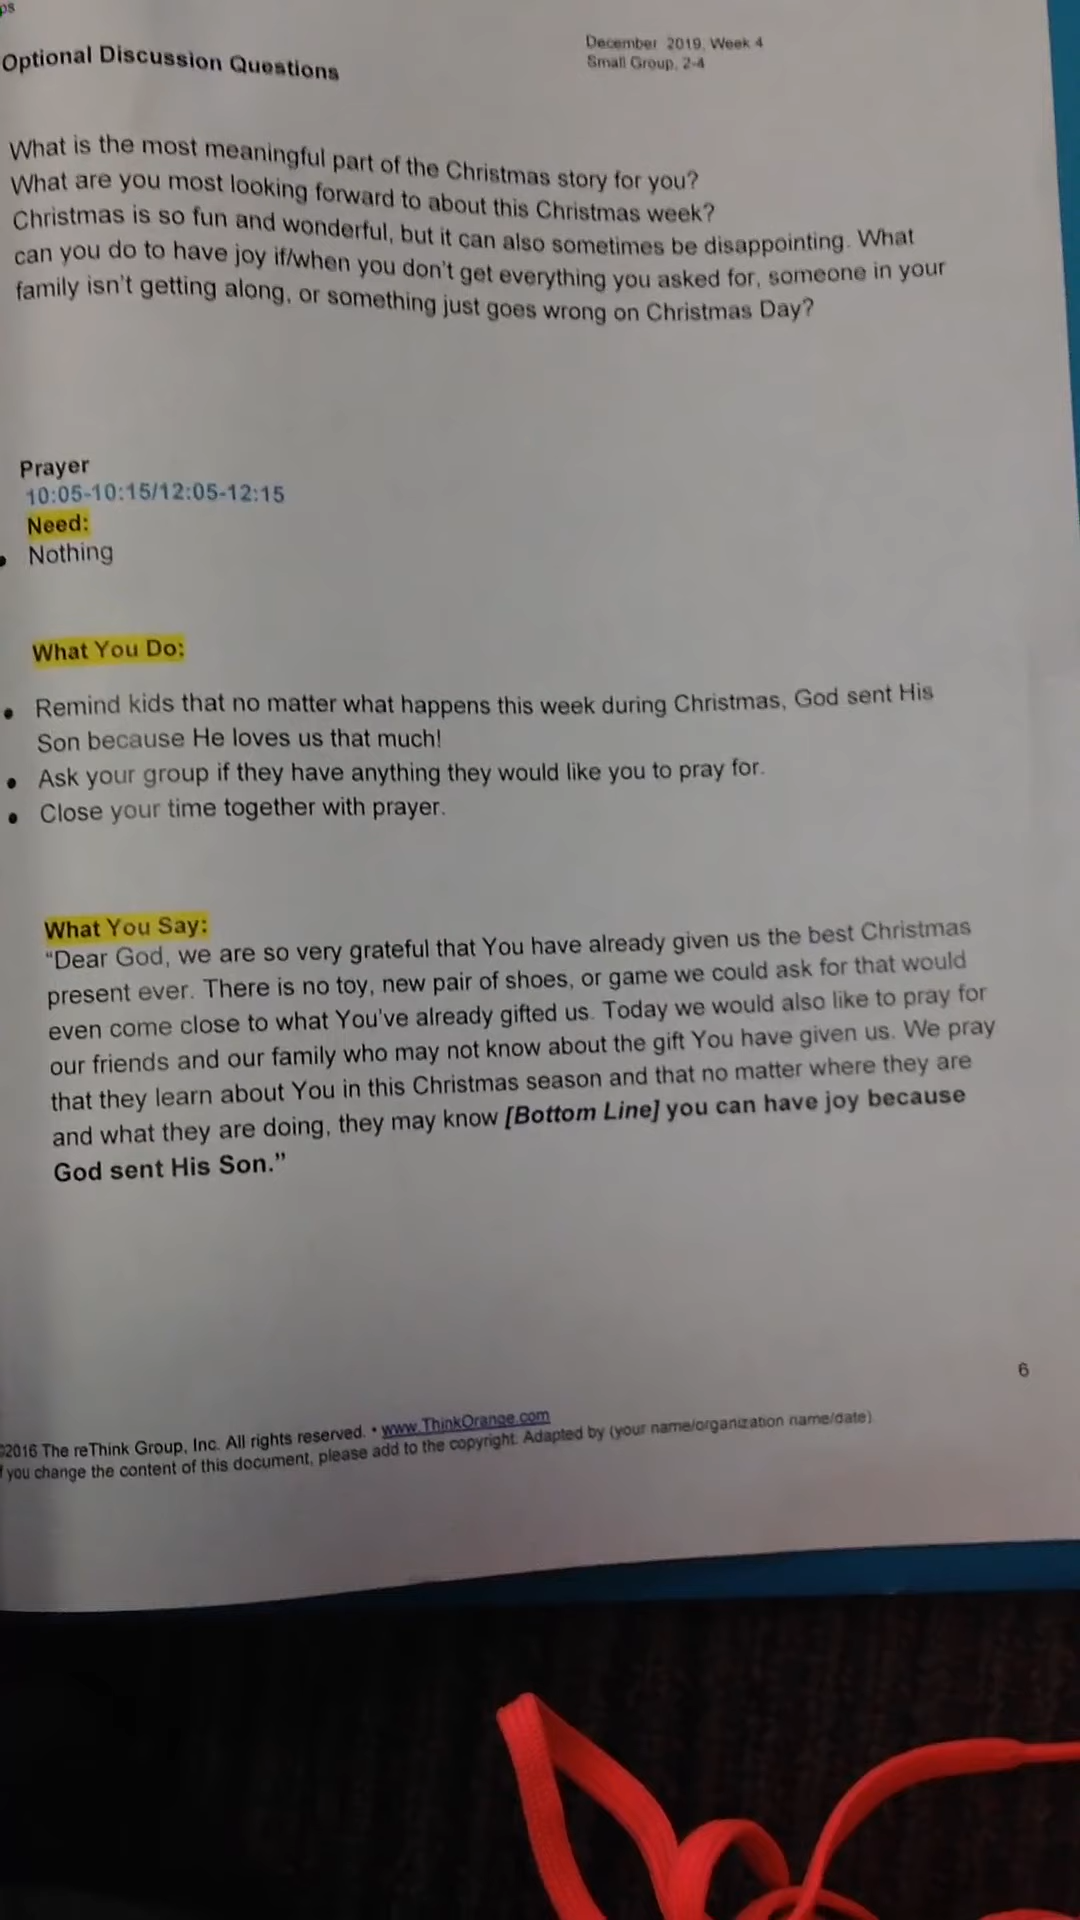 ps
Optional Discussion Questions
December 2019, Week 4
Small Group, 2-4
What is the most meaningful part of the Christmas story for you?
What are you most looking forward to about this Christmas week?
Christmas is so fun and wonderful, but it can also sometimes be disappointing. What
can you do to have joy if/when you don't get everything you asked for, someone in your
family isn't getting along, or something just goes wrong on Christmas Day?
Prayer
10:05-10:15/12:05-12:15
Need:
• Nothing
What You Do:
• Remind kids that no matter what happens this week during Christmas, God sent His
Son because He loves us that much!
• Ask your group if they have anything they would like you to pray for.
• Close your time together with prayer.
What You Say:
“Dear God, we are so very grateful that You have already given us the best Christmas
present ever. There is no toy, new pair of shoes, or game we could ask for that would
even come close to what You've already gifted us. Today we would also like to pray for
our friends and our family who may not know about the gift You have given us. We pray
that they learn about You in this Christmas season and that no matter where they are
and what they are doing, they may know [Bottom Line] you can have joy because
God sent His Son.”
6
©2016 The reThink Group, Inc. All rights reserved. • www.ThinkOrange.com
f you change the content of this document, please add to the copyright: Adapted by (your name/organization name/date)